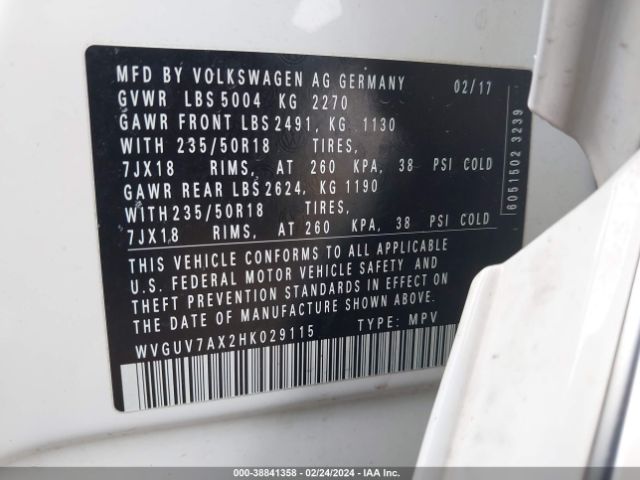 MFD BY VOLKSWAGEN AG GERMANY 02/17
GVWR LBS 5004 KG 2270
GAWR FRONT LBS 2491, KG 1130
WITH 235/50R18 TIRES,
7JX18 RIMS, AT 260 KPA, 38 PSI COLD
GAWR REAR LBS 2624, KG 1190
WITH 235/50R18 TIRES,
7JX18 RIMS, AT 260 KPA, 38 PSI COLD
THIS VEHICLE CONFORMS TO ALL APPLICABLE
U.S. FEDERAL MOTOR VEHICLE SAFETY AND
THEFT PREVENTION STANDARDS IN EFFECT ON
THE DATE OF MANUFACTURE SHOWN ABOVE.
WVGUV7AX2HK029115 TYPE: MPV
6051502 3239
000-38841358 - 02/24/2024 - IAA Inc.